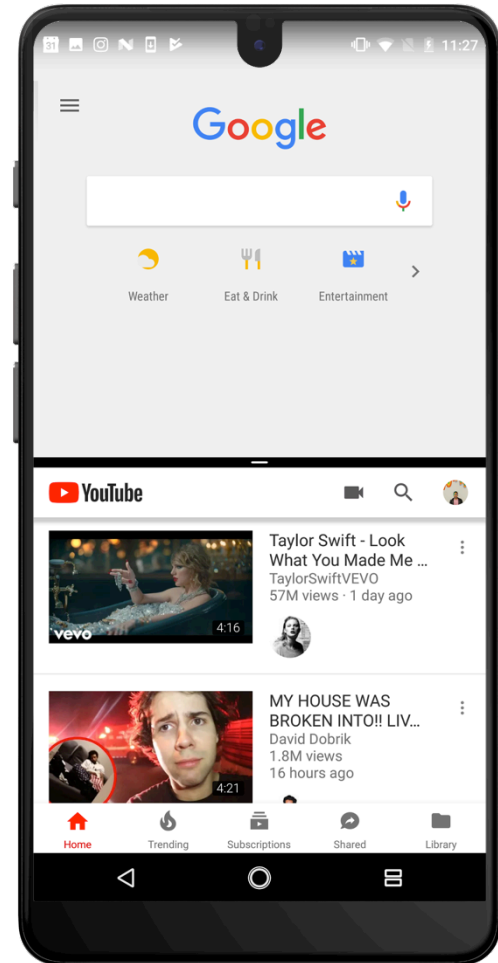 31
11:27
Google
Weather
Eat & Drink
Entertainment
YouTube
Taylor Swift - Look
What You Made Me ...
TaylorSwiftVEVO
57M views · 1 day ago
vevo
4:16
MY HOUSE WAS
BROKEN INTO!! LIV...
David Dobrik
1.8M views
16 hours ago
4:21
Home
Trending
Subscriptions
Shared
Library